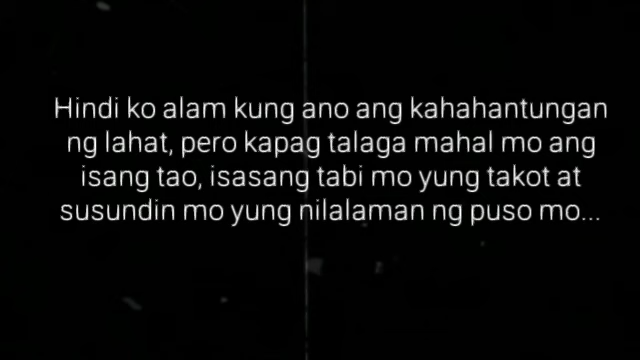 Hindi ko alam kung ano ang kahahantungan
ng lahat, pero kapag talaga mahal mo ang
isang tao, isasang tabi mo yung takot at
susundin mo yung nilalaman ng puso mo...